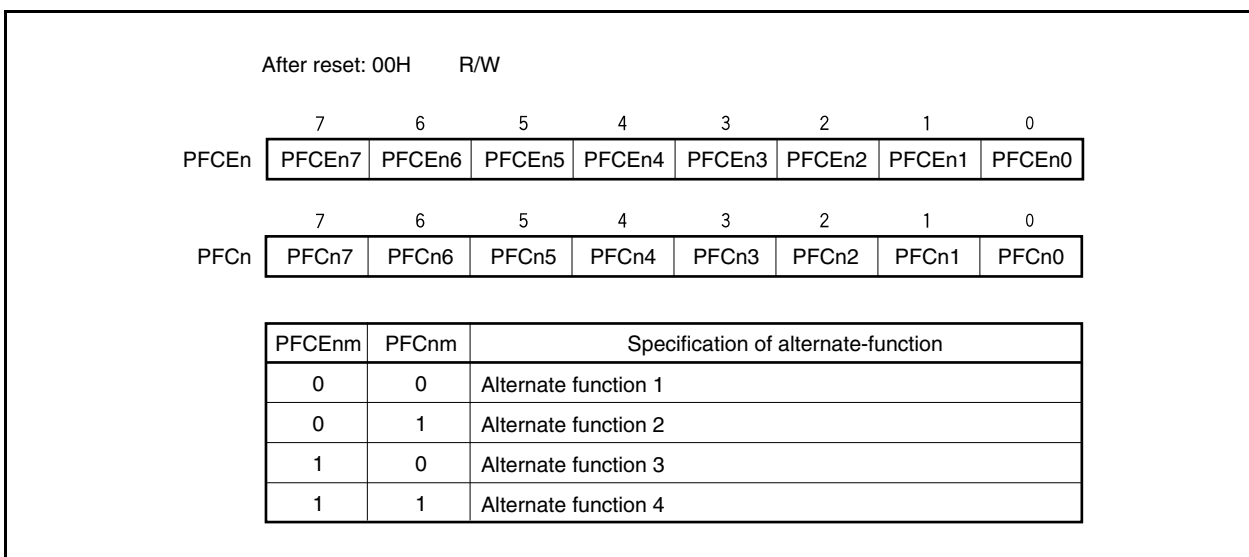 After reset: 00H R/W
7 6 5 4 3 2 1 0
PFCEn PFCEn7 PFCEn6 PFCEn5 PFCEn4 PFCEn3 PFCEn2 PFCEn1 PFCEn0
7 6 5 4 3 2 1 0
PFCn PFCn7 PFCn6 PFCn5 PFCn4 PFCn3 PFCn2 PFCn1 PFCn0
PFCEnm PFCnm Specification of alternate-function
0 0 Alternate function 1
0 1 Alternate function 2
1 0 Alternate function 3
1 1 Alternate function 4